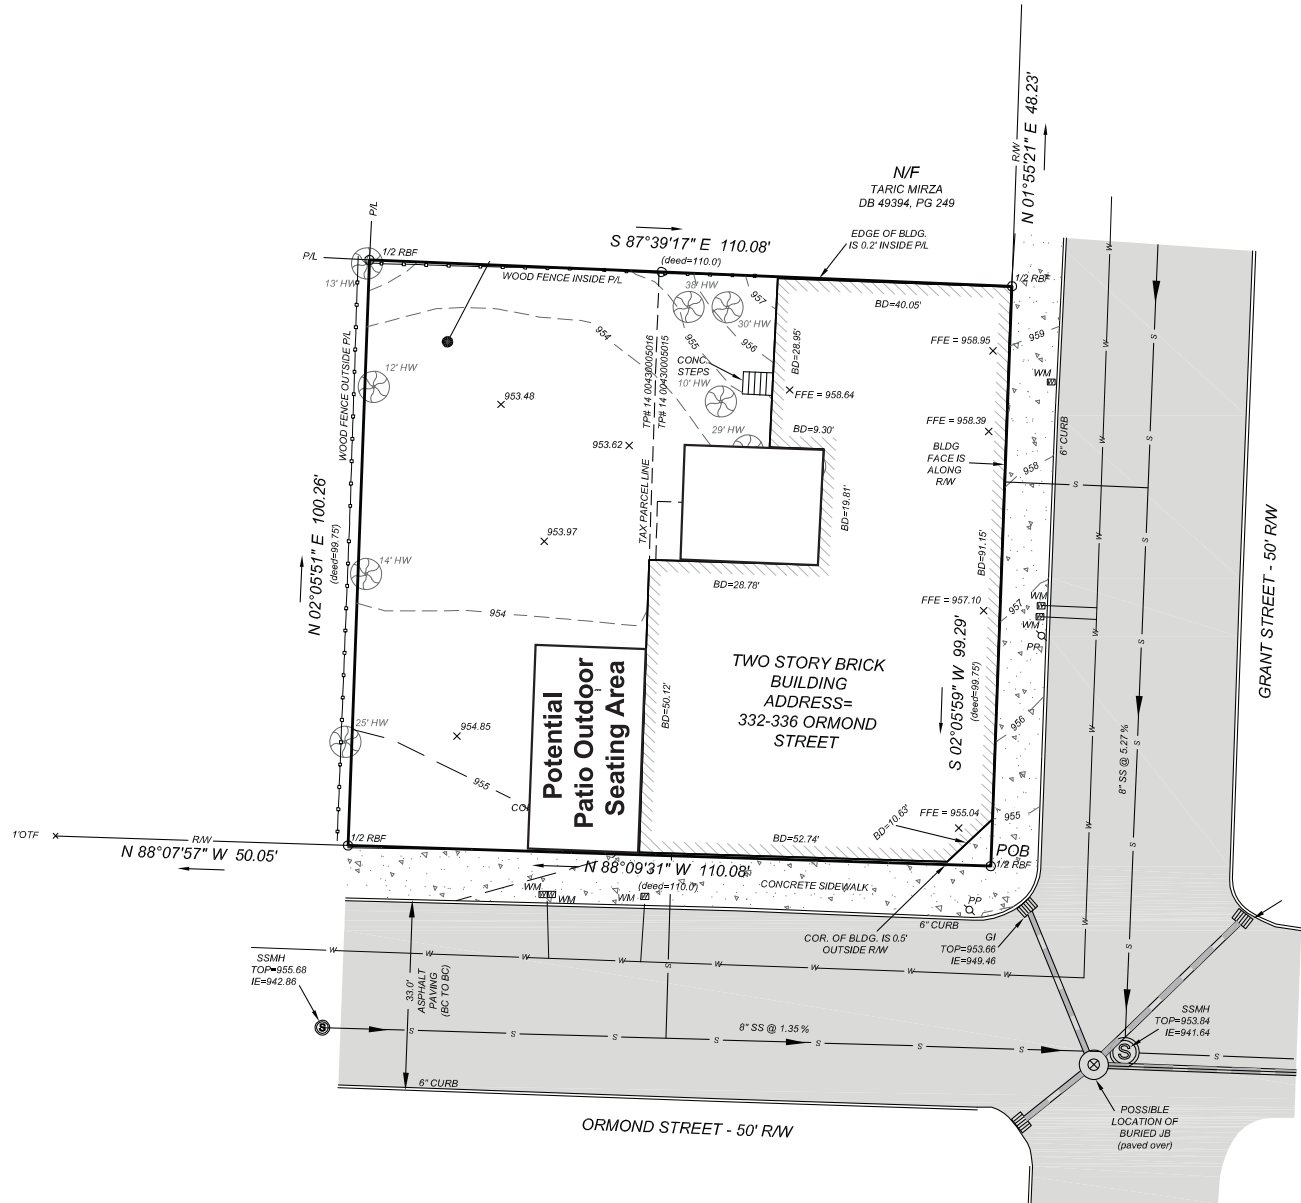 N/F
TARIC MIRZA
DB 49394, PG 249
R/W
N 01°55'21" E 48.23'
P/L
P/L
1/2 RBF
13' HW
S 87°39'17" E 110.08'
(deed=110.0')
WOOD FENCE INSIDE P/L
EDGE OF BLDG.
IS 0.2' INSIDE P/L
1/2 RBF
38' HW
30' HW
957
956
955
954
BD=40.05'
BD=28.95'
FFE = 958.95
959
WM
W
S
WOOD FENCE OUTSIDE P/L
12' HW
953.48
953.62
TP# 14 00430005016
TP# 14 00430005015
CONC.
STEPS
10' HW
29' HW
FFE = 958.64
BD=9.30'
FFE = 958.39
BLDG
FACE IS
ALONG
R/W
958
6" CURB
W
S
S
N 02°05'51" E 100.26'
(deed=99.75')
953.97
TAX PARCEL LINE
BD=19.81'
BD=91.15'
14' HW
BD=28.78'
FFE = 957.10
957
WM
WM
PP
W
S
GRANT STREET - 50' R/W
954
Potential
Patio Outdoor
Seating Area
BD=50.12'
TWO STORY BRICK
BUILDING
ADDRESS=
332-336 ORMOND
STREET
S 02°05'59" W 99.29'
(deed=99.75')
956
W
S
8" SS @ 5.27 %
25' HW
954.85
955
CO
BD=10.63'
FFE = 955.04
955
BD=52.74'
1'OTF
R/W
N 88°07'57" W 50.05'
1/2 RBF
N 88°09'31" W 110.08'
(deed=110.0')
POB
1/2 RBF
CONCRETE SIDEWALK
WM
WM
WM
PP
6" CURB
COR. OF BLDG. IS 0.5'
OUTSIDE R/W
GI
TOP=953.66
IE=949.46
SSMH
TOP=955.68
IE=942.86
33.0'
ASPHALT
PAVING
(BC TO BC)
W W W W W W W W
S
S S
8" SS @ 1.35 %
S S S S
SSMH
TOP=953.84
IE=941.64
S
6" CURB
ORMOND STREET - 50' R/W
POSSIBLE
LOCATION OF
BURIED JB
(paved over)